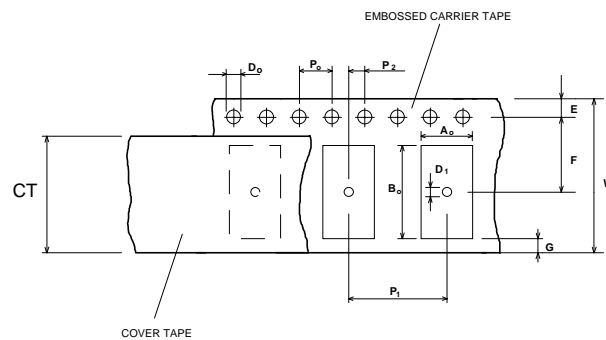 EMBOSSED CARRIER TAPE
Do Po P2
E
Ao
F
CT
D1
Bo
G
P1
COVER TAPE